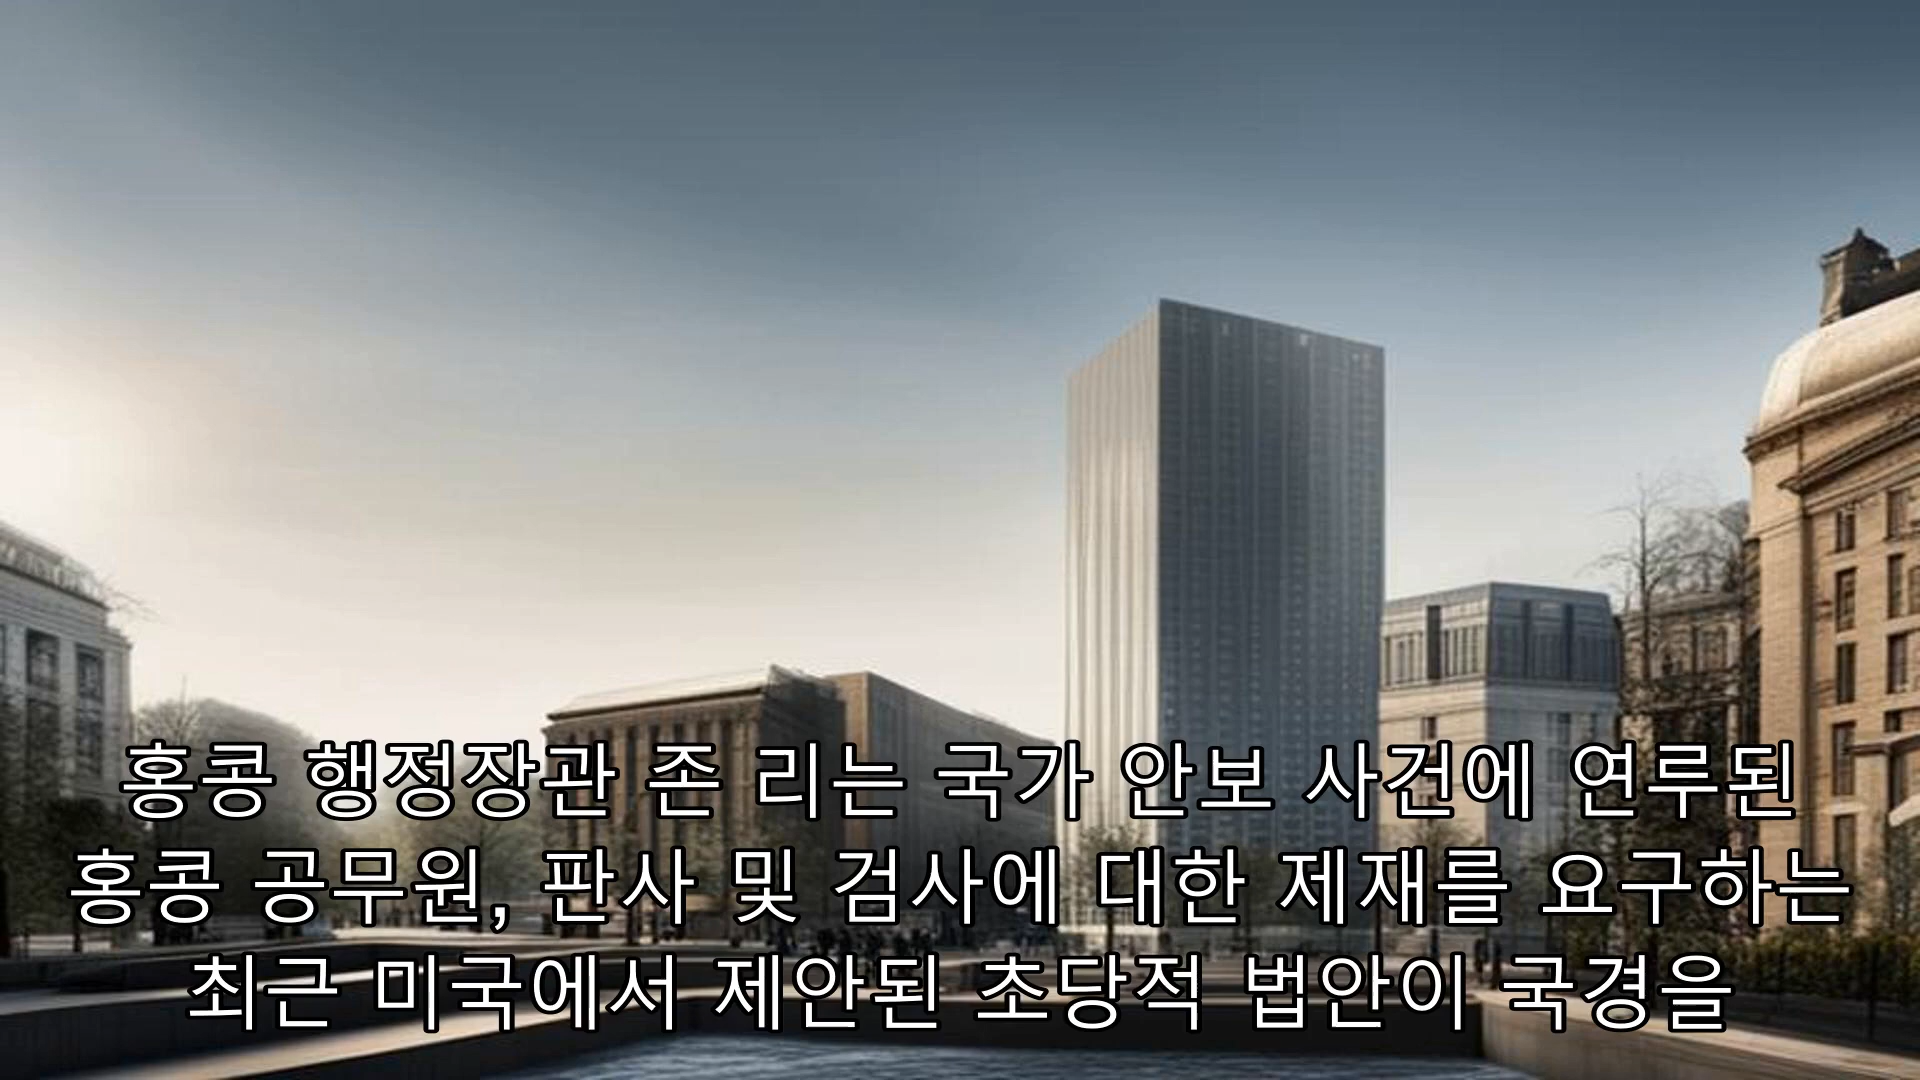 홍콩 행정장관 존 리는 국가 안보 사건에 연루된
홍콩 공무원, 판사 및 검사에 대한 제재를 요구하는
최근 미국에서 제안된 초당적 법안이 국경을